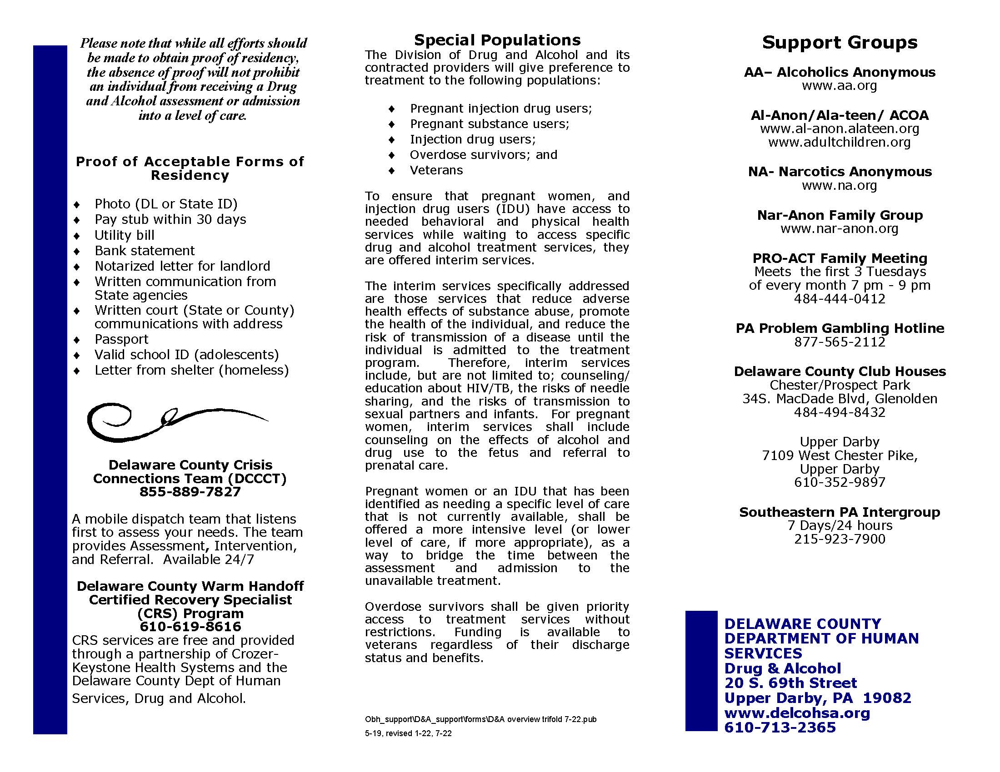 Please note that while all efforts should
be made to obtain proof of residency,
the absence of proof will not prohibit
an individual from receiving a Drug
and Alcohol assessment or admission
into a level of care.
Proof of Acceptable Forms of
Residency
♦ Photo (DL or State ID)
♦ Pay stub within 30 days
♦ Utility bill
♦ Bank statement
♦ Notarized letter for landlord
♦ Written communication from
State agencies
♦ Written court (State or County)
communications with address
♦ Passport
♦ Valid school ID (adolescents)
♦ Letter from shelter (homeless)
Delaware County Crisis
Connections Team (DCCCT)
855-889-7827
A mobile dispatch team that listens
first to assess your needs. The team
provides Assessment, Intervention,
and Referral. Available 24/7
Delaware County Warm Handoff
Certified Recovery Specialist
(CRS) Program
610-619-8616
CRS services are free and provided
through a partnership of Crozer-
Keystone Health Systems and the
Delaware County Dept of Human
Services, Drug and Alcohol.
Special Populations
The Division of Drug and Alcohol and its
contracted providers will give preference to
treatment to the following populations:
♦ Pregnant injection drug users;
♦ Pregnant substance users;
♦ Injection drug users;
♦ Overdose survivors; and
♦ Veterans
To ensure that pregnant women, and
injection drug users (IDU) have access to
needed behavioral and physical health
services while waiting to access specific
drug and alcohol treatment services, they
are offered interim services.
The interim services specifically addressed
are those services that reduce adverse
health effects of substance abuse, promote
the health of the individual, and reduce the
risk of transmission of a disease until the
individual is admitted to the treatment
program. Therefore, interim services
include, but are not limited to; counseling/
education about HIV/TB, the risks of needle
sharing, and the risks of transmission to
sexual partners and infants. For pregnant
women, interim services shall include
counseling on the effects of alcohol and
drug use to the fetus and referral to
prenatal care.
Pregnant women or an IDU that has been
identified as needing a specific level of care
that is not currently available, shall be
offered a more intensive level (or lower
level of care, if more appropriate), as a
way to bridge the time between the
assessment and admission to the
unavailable treatment.
Overdose survivors shall be given priority
access to treatment services without
restrictions. Funding is available to
veterans regardless of their discharge
status and benefits.
Obh_support\D&A_support\forms\D&A overview trifold 7-22.pub
5-19, revised 1-22, 7-22
Support Groups
AA– Alcoholics Anonymous
www.aa.org
Al-Anon/Ala-teen/ ACOA
www.al-anon.alateen.org
www.adultchildren.org
NA- Narcotics Anonymous
www.na.org
Nar-Anon Family Group
www.nar-anon.org
PRO-ACT Family Meeting
Meets the first 3 Tuesdays
of every month 7 pm - 9 pm
484-444-0412
PA Problem Gambling Hotline
877-565-2112
Delaware County Club Houses
Chester/Prospect Park
34S. MacDade Blvd, Glenolden
484-494-8432
Upper Darby
7109 West Chester Pike,
Upper Darby
610-352-9897
Southeastern PA Intergroup
7 Days/24 hours
215-923-7900
DELAWARE COUNTY
DEPARTMENT OF HUMAN
SERVICES
Drug & Alcohol
20 S. 69th Street
Upper Darby, PA 19082
www.delcohsa.org
610-713-2365